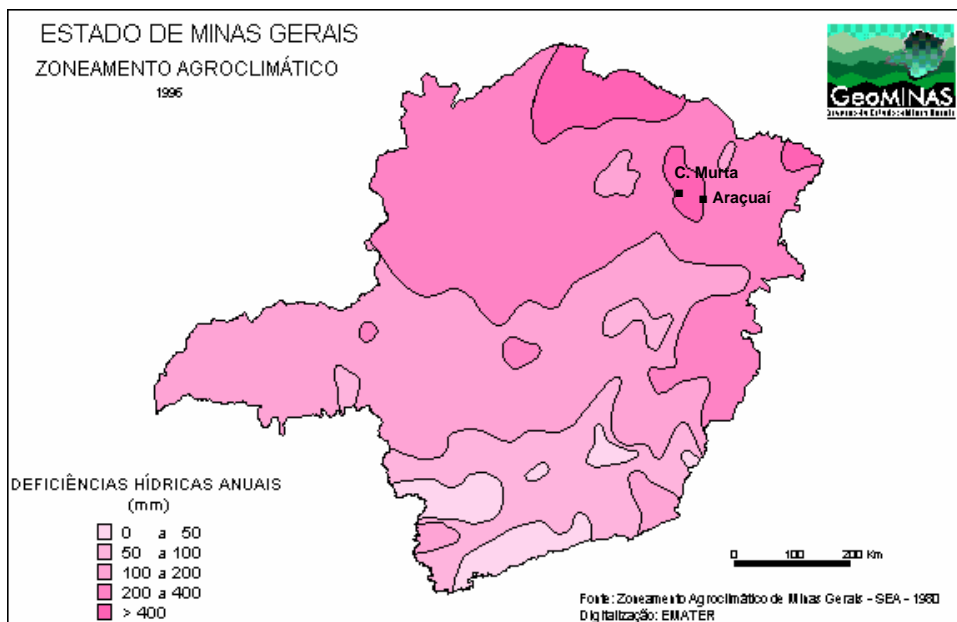 ESTADO DE MINAS GERAIS
ZONEAMENTO AGROCLIMÁTICO
1996
GeoMINAS
C. Murta
Araçuaí
DEFICIÊNCIAS HÍDRICAS ANUAIS
(mm)
0 a 50
50 a 100
100 a 200
200 a 400
> 400
0 100 200 Km
Fonte: Zoneamento Agroclimático de Minas Gerais - SEA - 1980
Digitalização: EMATER